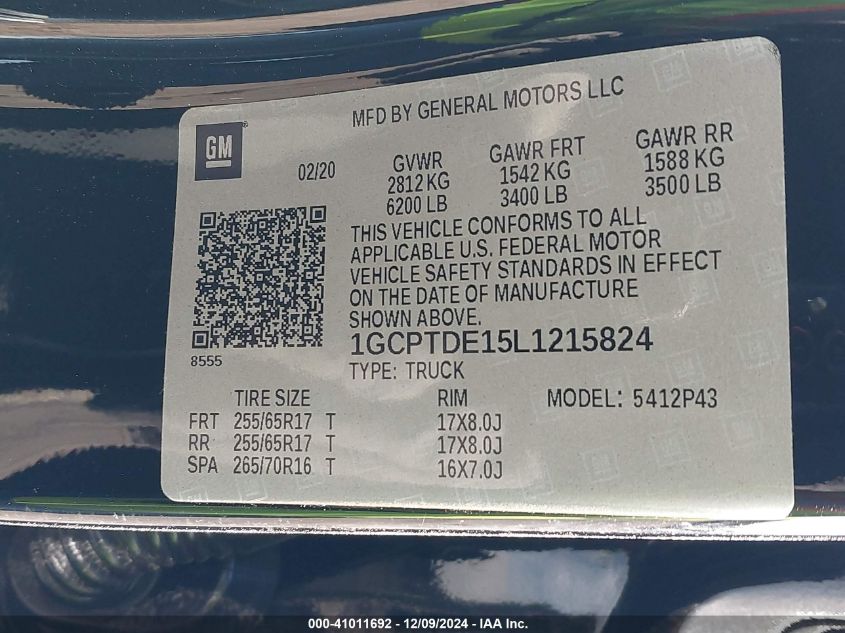 MFD BY GENERAL MOTORS LLC
GM®
02/20
GVWR GAWR FRT GAWR RR
2812 KG 1542 KG 1588 KG
6200 LB 3400 LB 3500 LB
THIS VEHICLE CONFORMS TO ALL
APPLICABLE U.S. FEDERAL MOTOR
VEHICLE SAFETY STANDARDS IN EFFECT
ON THE DATE OF MANUFACTURE
SHOWN ABOVE.
1GCPTDE15L1215824
8555
TYPE: TRUCK
TIRE SIZE RIM MODEL: 5412P43
FRT 255/65R17 T 17X8.0J
RR 255/65R17 T 17X8.0J
SPA 265/70R16 T 16X7.0J
000-41011692 - 12/09/2024 - IAA Inc.